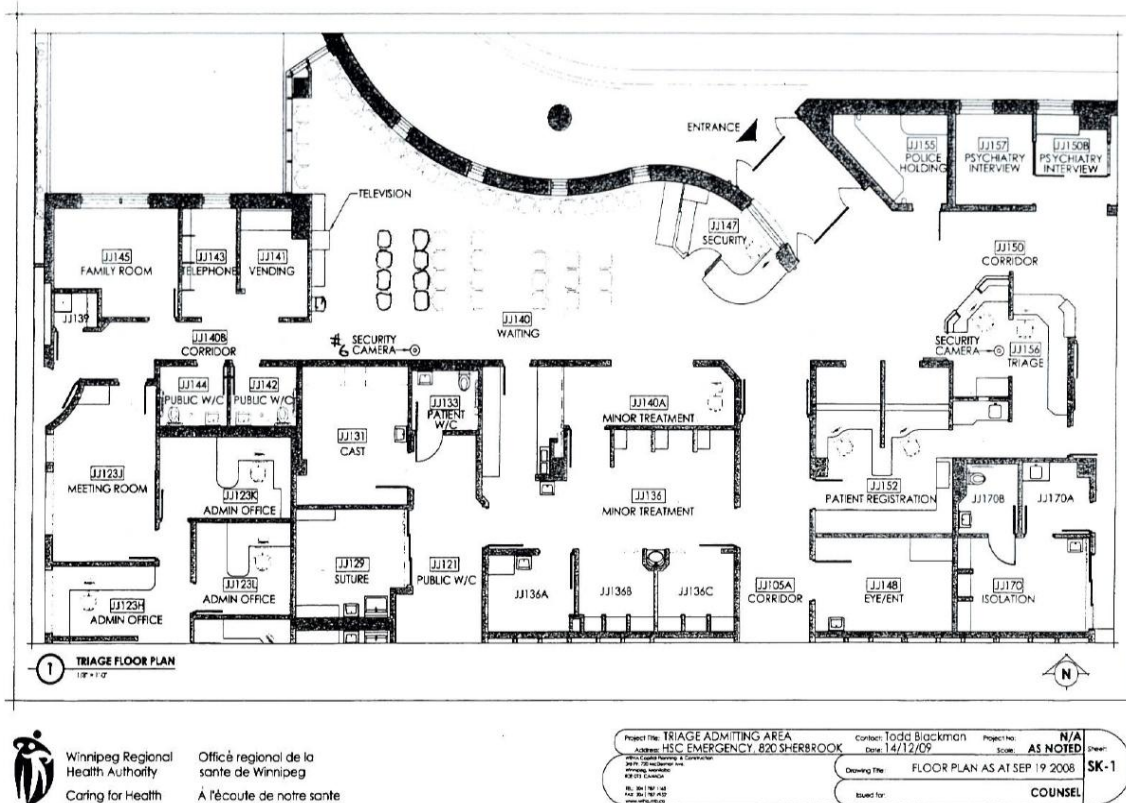 ENTRANCE
JJ155
POLICE
HOLDING
JJ157
PSYCHIATRY
INTERVIEW
JJ150B
PSYCHIATRY
INTERVIEW
TELEVISION
JJ147
SECURITY
JJ145
FAMILY ROOM
JJ143
TELEPHONE
JJ141
VENDING
JJ150
CORRIDOR
JJ139
JJ140
WAITING
JJ140B
CORRIDOR
#6
SECURITY
CAMERA
SECURITY
CAMERA
JJ156
TRIAGE
JJ144
PUBLIC W/C
JJ142
PUBLIC W/C
JJ133
PATIENT
W/C
JJ140A
MINOR TREATMENT
JJ131
CAST
JJ123J
MEETING ROOM
JJ123K
ADMIN OFFICE
JJ136
MINOR TREATMENT
JJ152
PATIENT REGISTRATION
JJ170B
JJ170A
JJ129
SUTURE
JJ121
PUBLIC W/C
JJ123L
ADMIN OFFICE
JJ123H
ADMIN OFFICE
JJ136A
JJ136B
JJ136C
JJ105A
CORRIDOR
JJ148
EYE/ENT
JJ170
ISOLATION
1 TRIAGE FLOOR PLAN
N
Winnipeg Regional
Health Authority
Caring for Health
Office regional de la
santé de Winnipeg
À l'écoute de notre santé
Project Title: TRIAGE ADMITTING AREA
Address: HSC EMERGENCY, 820 SHERBROOK
Contact: Todd Blackman
Date: 14/12/09
Project No: N/A
Scale: AS NOTED
Sheet:
SK-1
Drawing Title: FLOOR PLAN AS AT SEP 19 2008
Issued for: COUNSEL